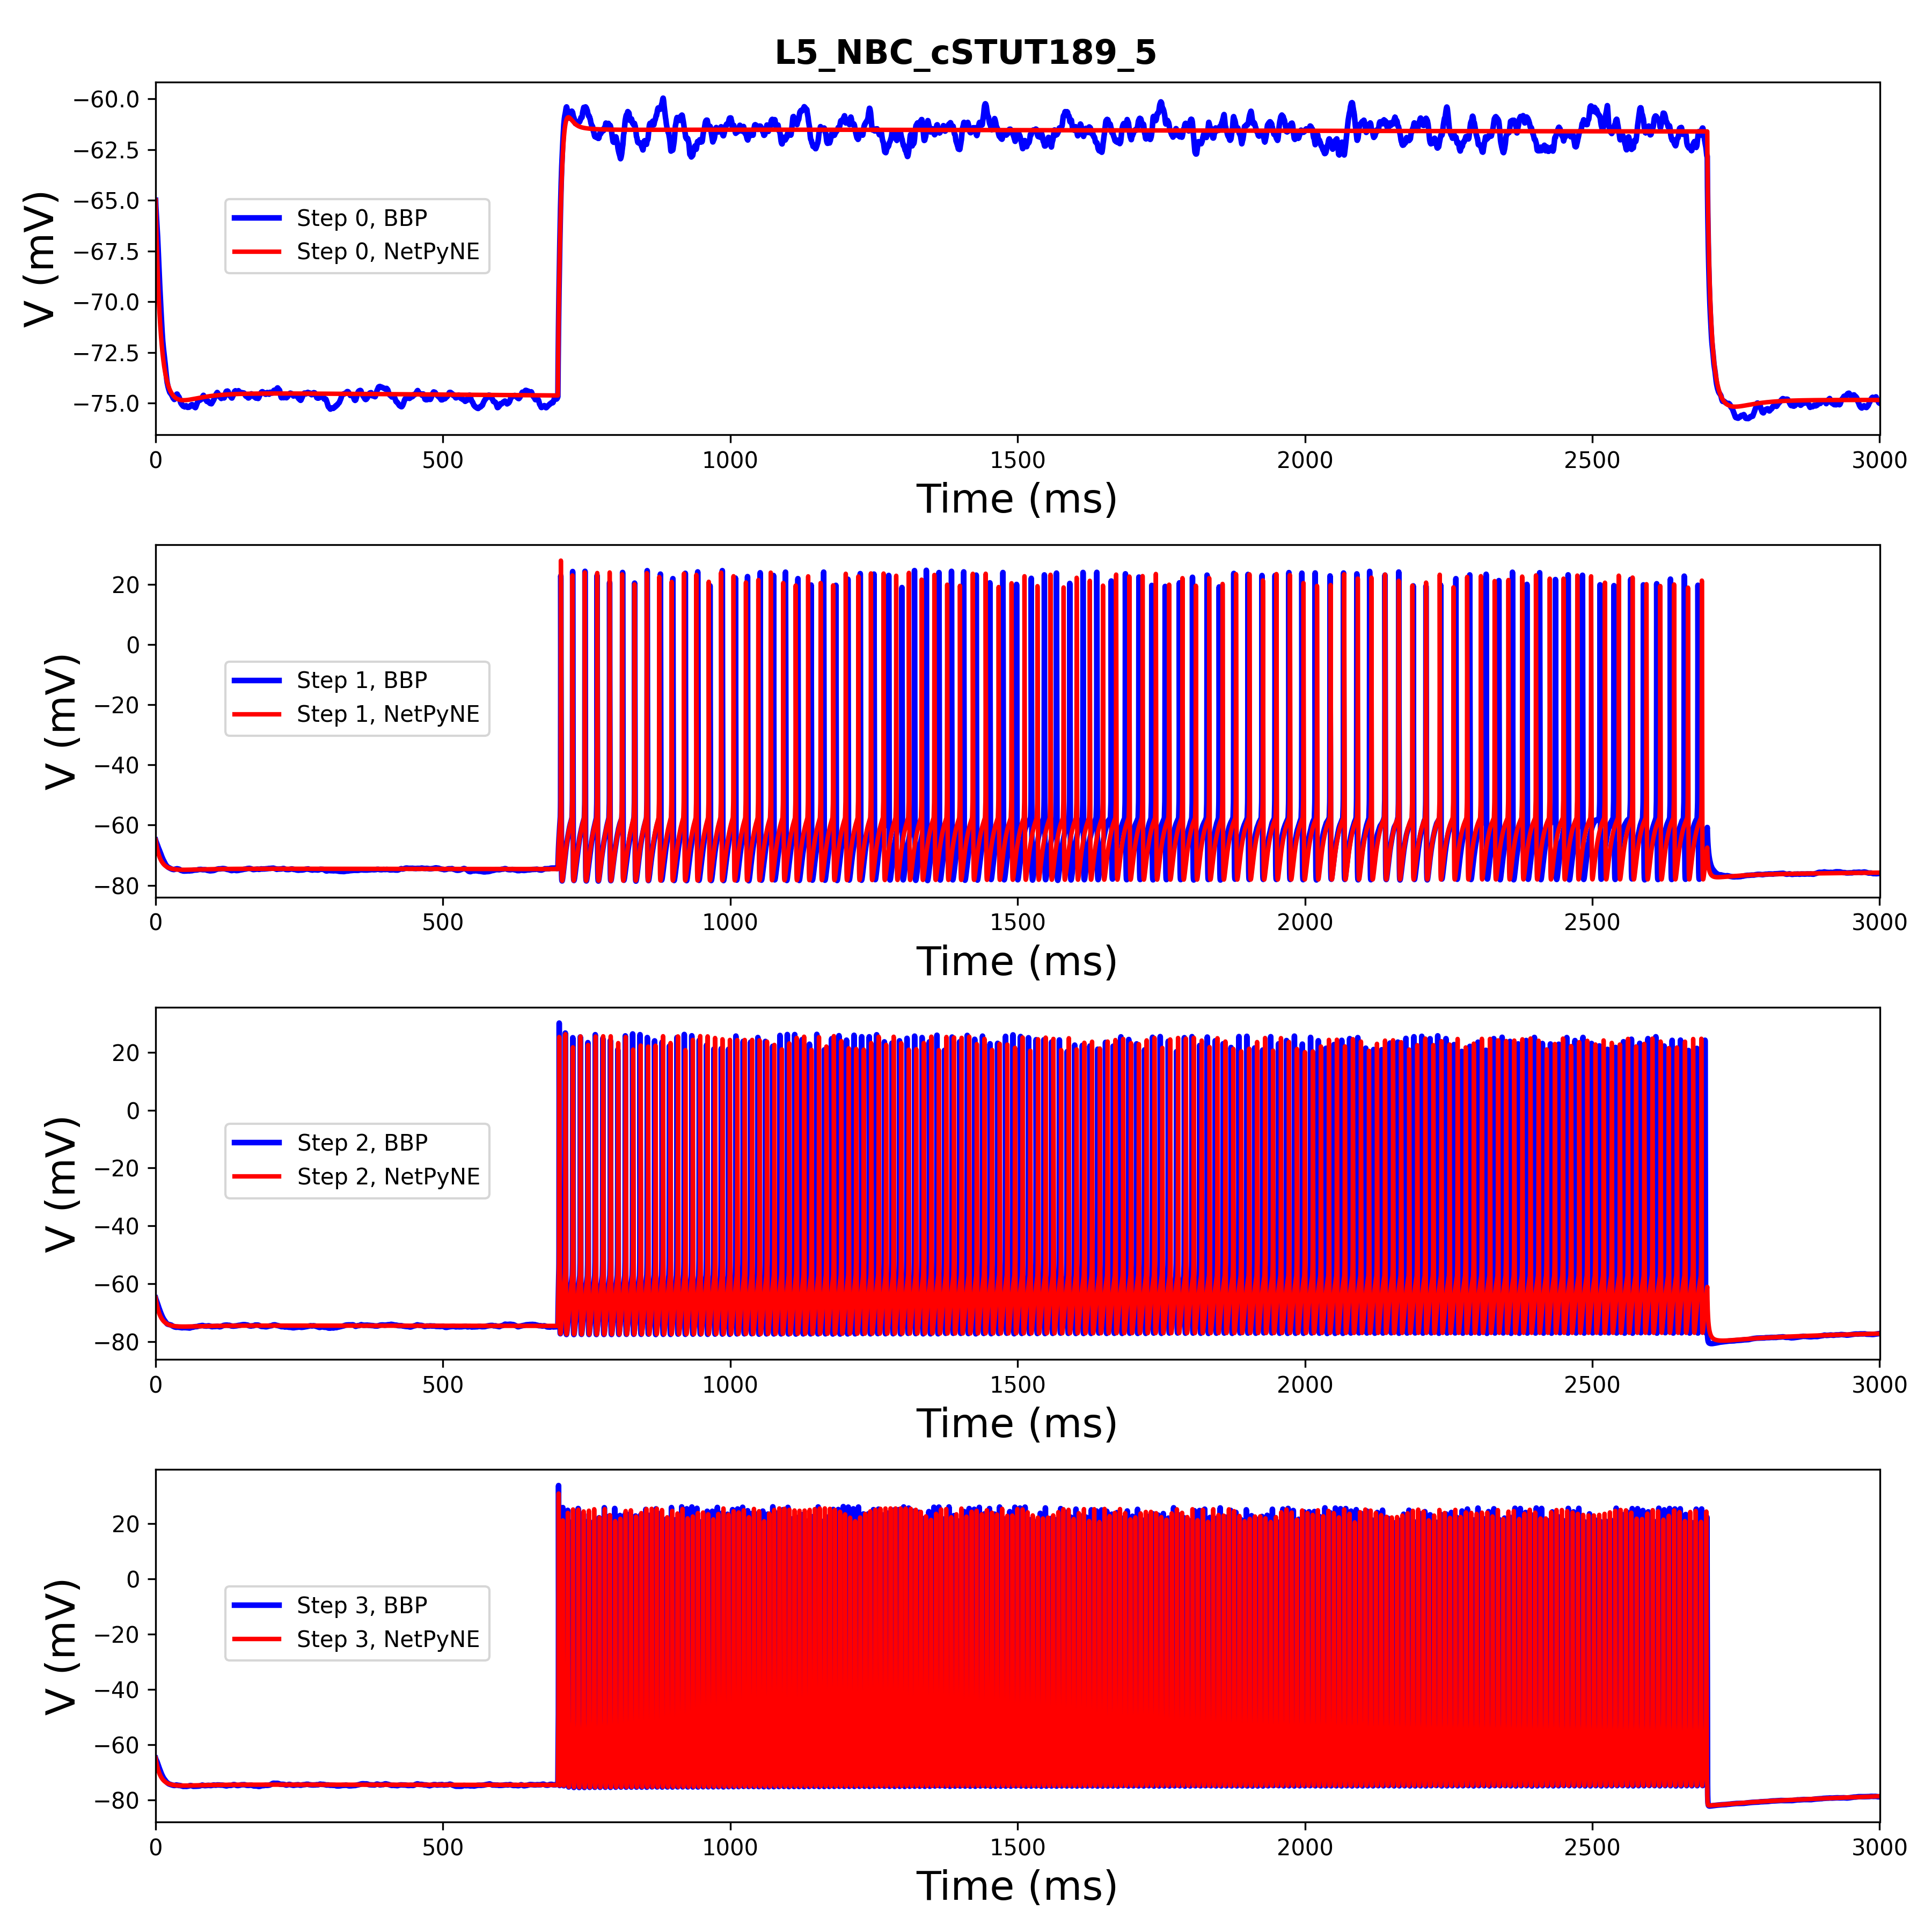 L5_NBC_cSTUT189_5
−60.0
−62.5
−65.0
−67.5
−70.0
−72.5
−75.0
V (mV)
Step 0, BBP
Step 0, NetPyNE
0 500 1000 1500 2000 2500 3000
Time (ms)
20
0
−20
−40
−60
−80
V (mV)
Step 1, BBP
Step 1, NetPyNE
0 500 1000 1500 2000 2500 3000
Time (ms)
20
0
−20
−40
−60
−80
V (mV)
Step 2, BBP
Step 2, NetPyNE
0 500 1000 1500 2000 2500 3000
Time (ms)
20
0
−20
−40
−60
−80
V (mV)
Step 3, BBP
Step 3, NetPyNE
0 500 1000 1500 2000 2500 3000
Time (ms)